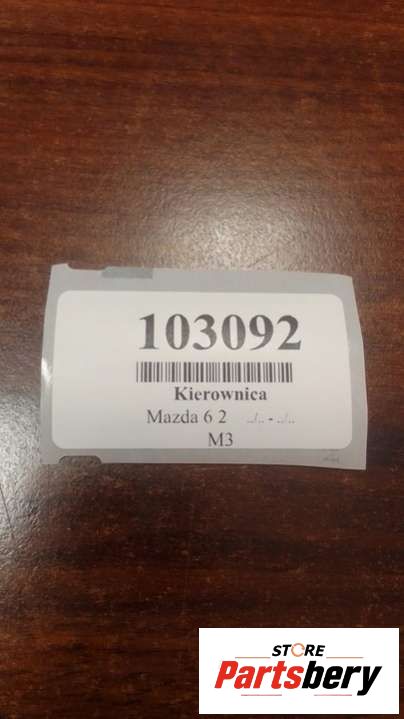 103092
Kierownica
Mazda 6 2 ../.. - ../..
M3
STORE
Partsbery